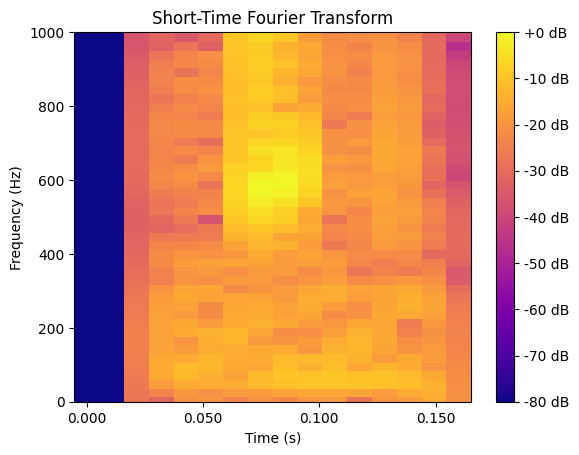 Short-Time Fourier Transform
Frequency (Hz)
1000
800
600
400
200
0
0.000
0.050
0.100
0.150
Time (s)
+0 dB
-10 dB
-20 dB
-30 dB
-40 dB
-50 dB
-60 dB
-70 dB
-80 dB